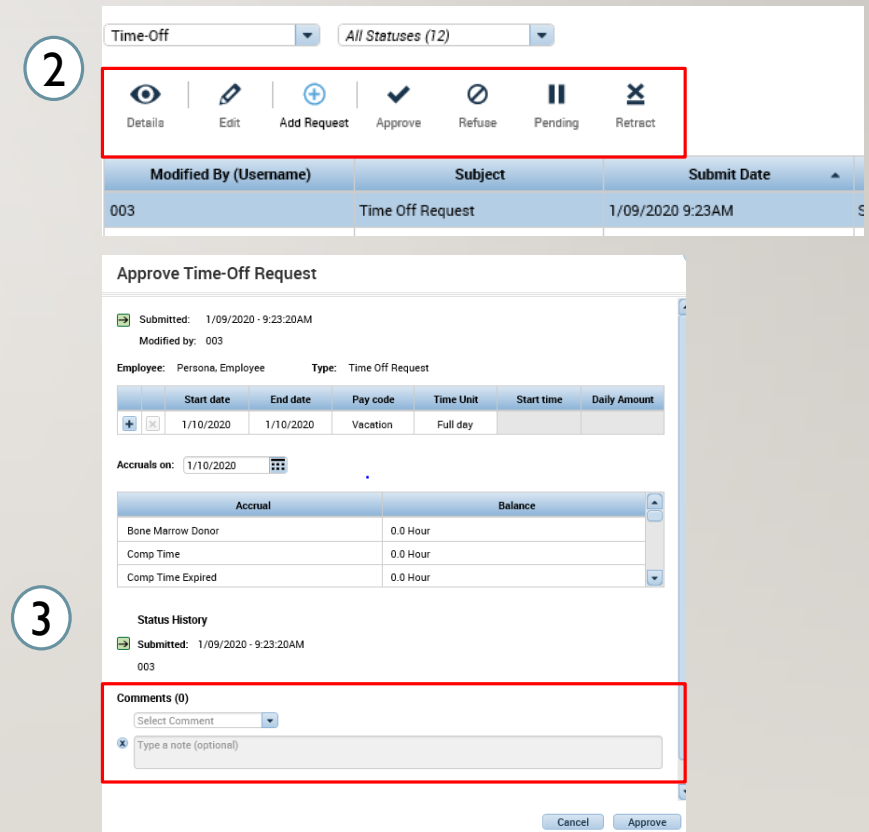 Time-Off All Statuses (12)
2
Details Edit Add Request Approve Refuse Pending Retract
Modified By (Username) Subject Submit Date
003 Time Off Request 1/09/2020 9:23AM S
Approve Time-Off Request
Submitted: 1/09/2020 - 9:23:20AM
Modified by: 003
Employee: Persona, Employee Type: Time Off Request
Start date End date Pay code Time Unit Start time Daily Amount
1/10/2020 1/10/2020 Vacation Full day
Accruals on: 1/10/2020
Accrual Balance
Bone Marrow Donor 0.0 Hour
Comp Time 0.0 Hour
Comp Time Expired 0.0 Hour
3
Status History
Submitted: 1/09/2020 - 9:23:20AM
003
Comments (0)
Select Comment
Type a note (optional)
Cancel Approve